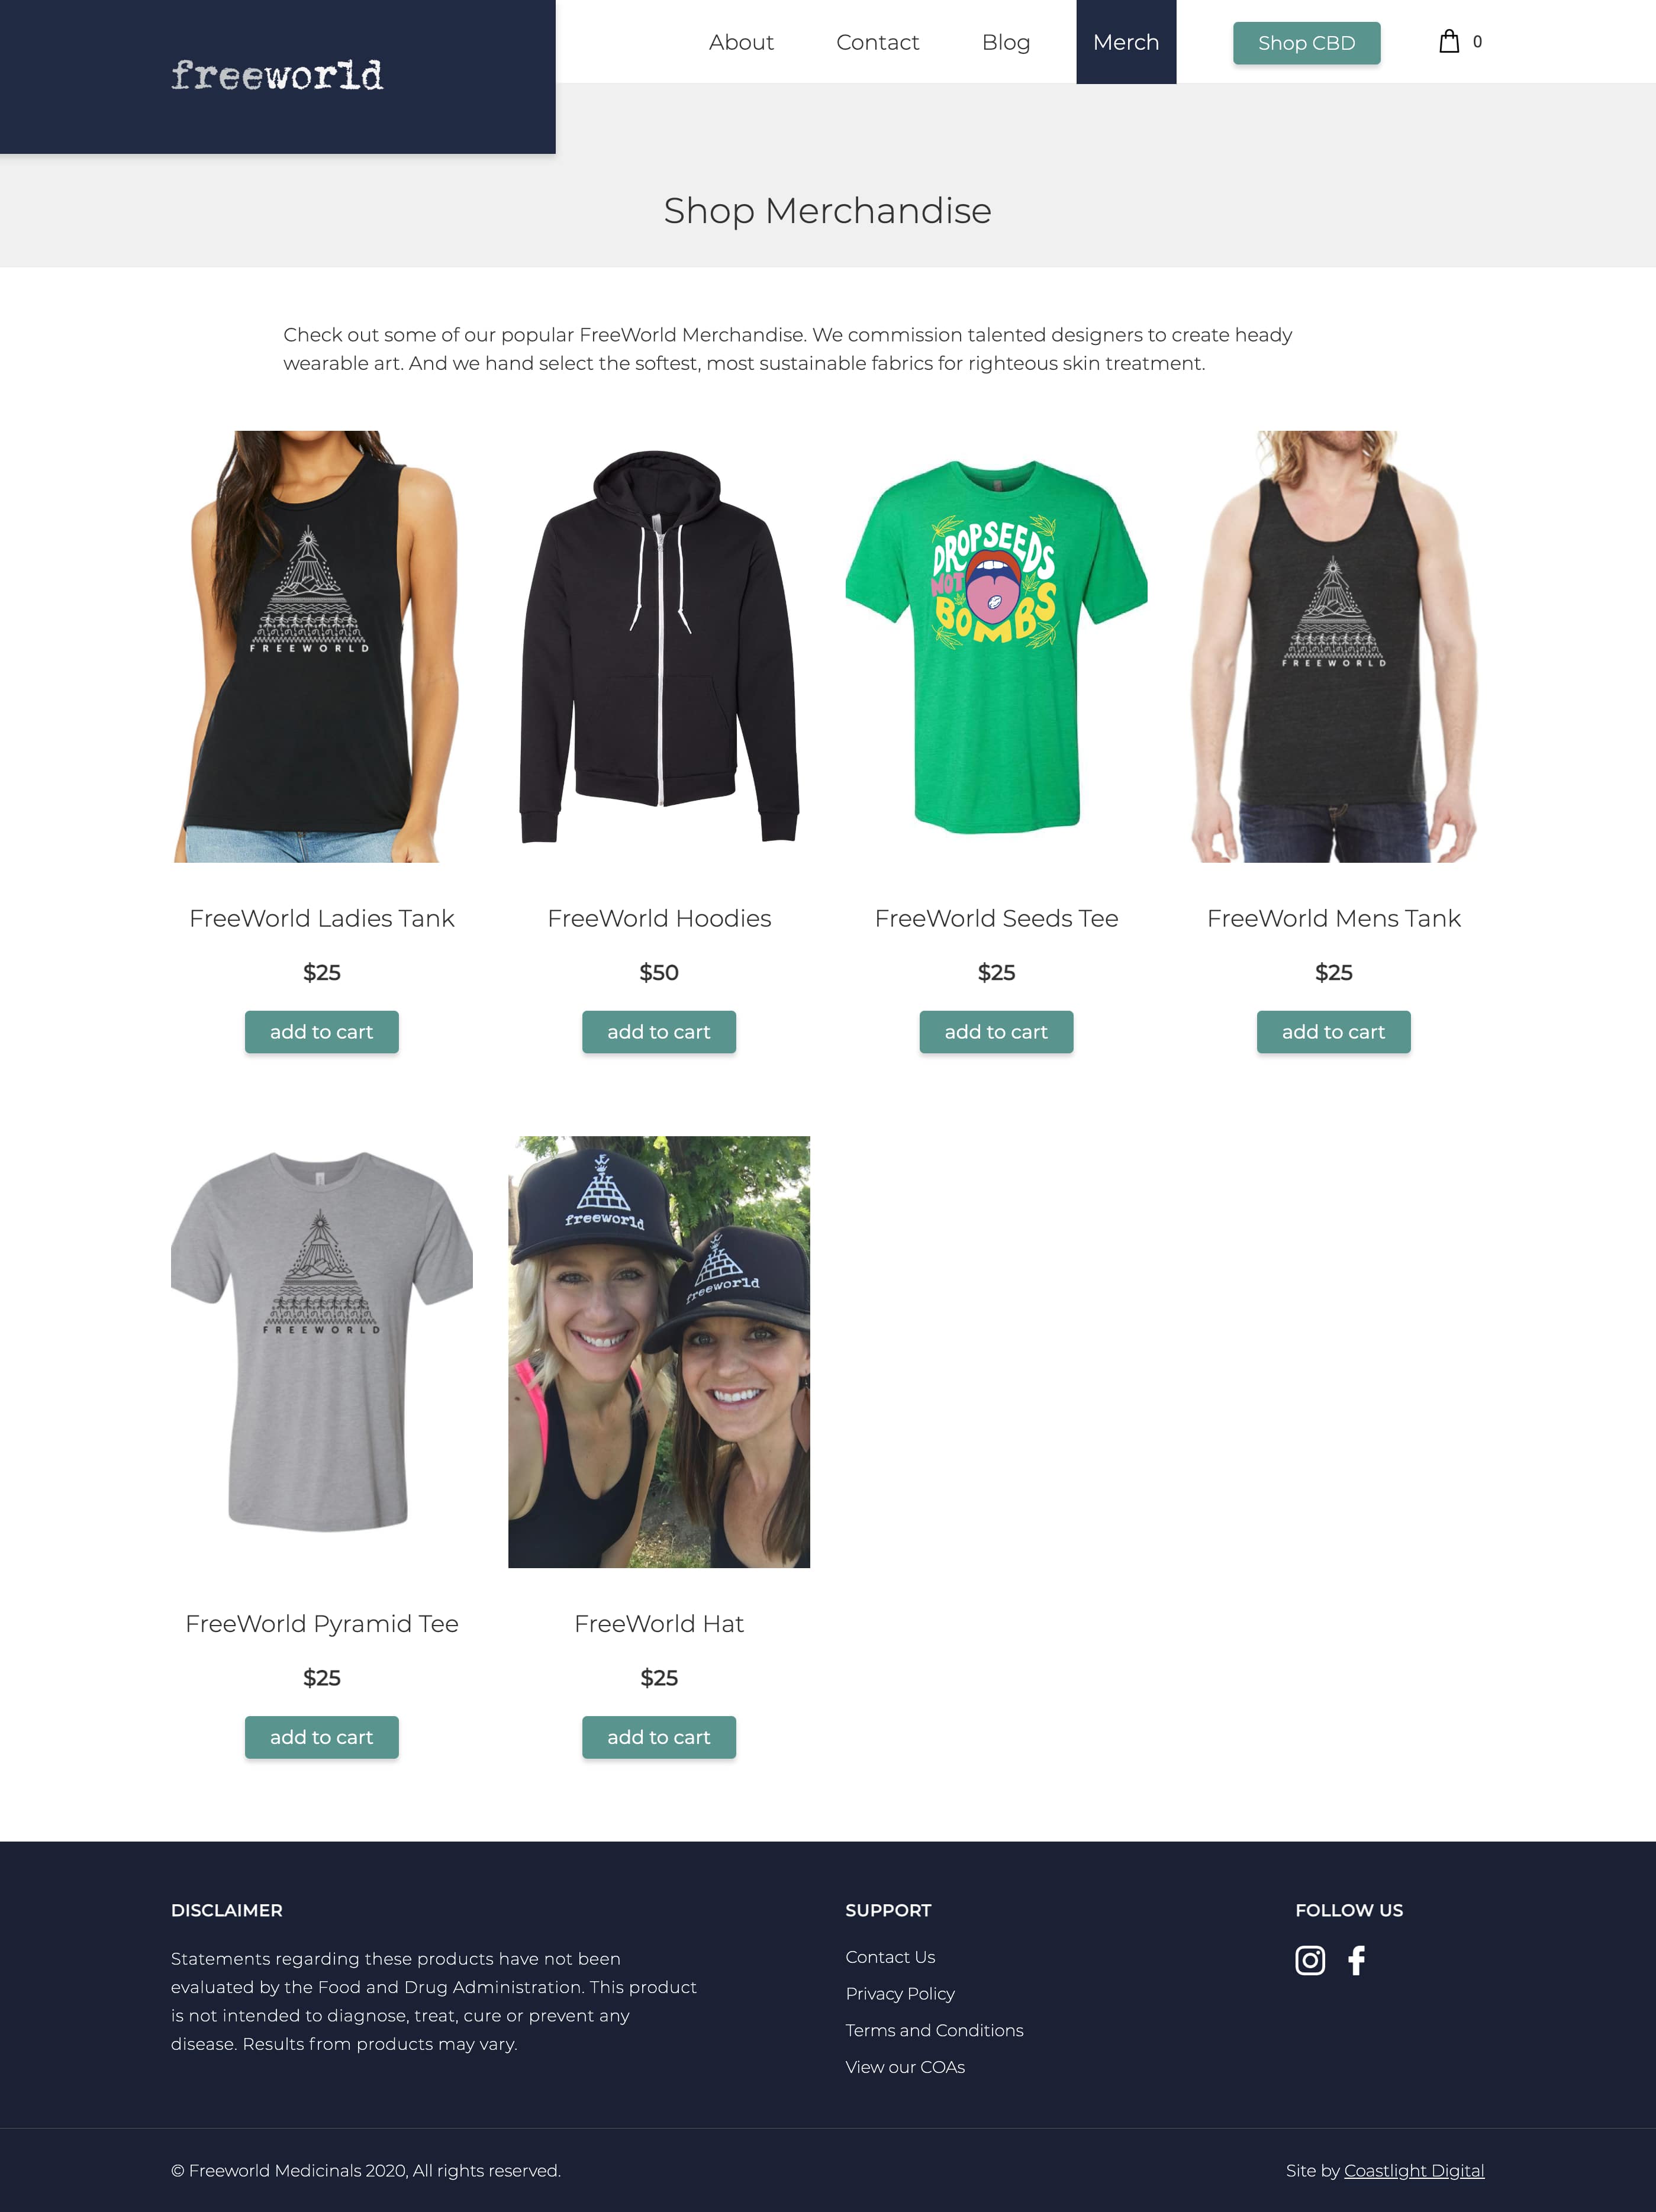 freeworld
About
Contact
Blog
Merch
Shop CBD
0
Shop Merchandise
Check out some of our popular FreeWorld Merchandise. We commission talented designers to create heady
wearable art. And we hand select the softest, most sustainable fabrics for righteous skin treatment.
FREEWORLD
DROP SEEDS
NOT
BOMBS
FREEWORLD
FreeWorld Ladies Tank
FreeWorld Hoodies
FreeWorld Seeds Tee
FreeWorld Mens Tank
$25
$50
$25
$25
add to cart
add to cart
add to cart
add to cart
FREEWORLD
freeworld
freeworld
FreeWorld Pyramid Tee
FreeWorld Hat
$25
$25
add to cart
add to cart
DISCLAIMER
Statements regarding these products have not been
evaluated by the Food and Drug Administration. This product
is not intended to diagnose, treat, cure or prevent any
disease. Results from products may vary.
SUPPORT
Contact Us
Privacy Policy
Terms and Conditions
View our COAs
FOLLOW US
© Freeworld Medicinals 2020, All rights reserved.
Site by Coastlight Digital